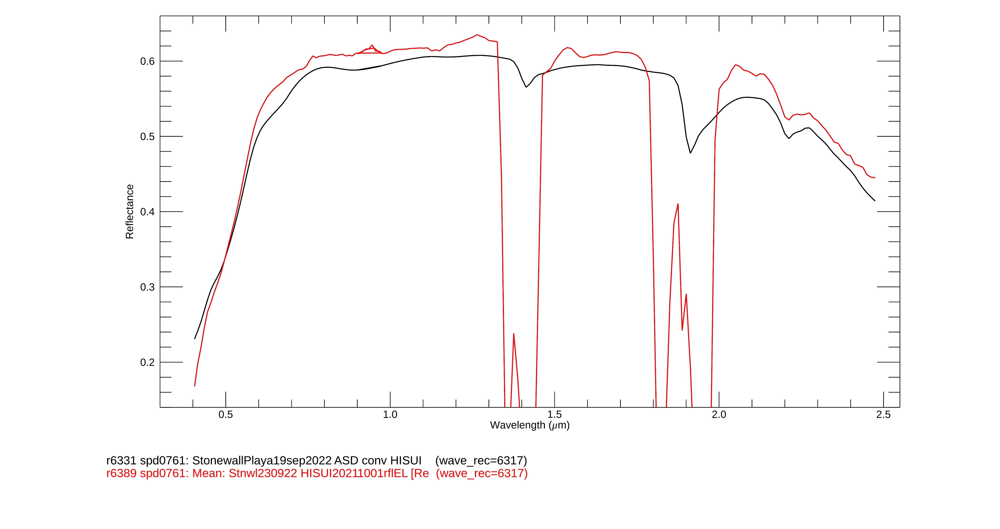 0.6
0.5
0.4
0.3
0.2
Reflectance
0.5 1.0 1.5 2.0 2.5
Wavelength (μm)
r6331 spd0761: StonewallPlaya19sep2022 ASD conv HISUI (wave_rec=6317)
r6389 spd0761: Mean: Stnwl230922 HISUI20211001rflEL [Re (wave_rec=6317)